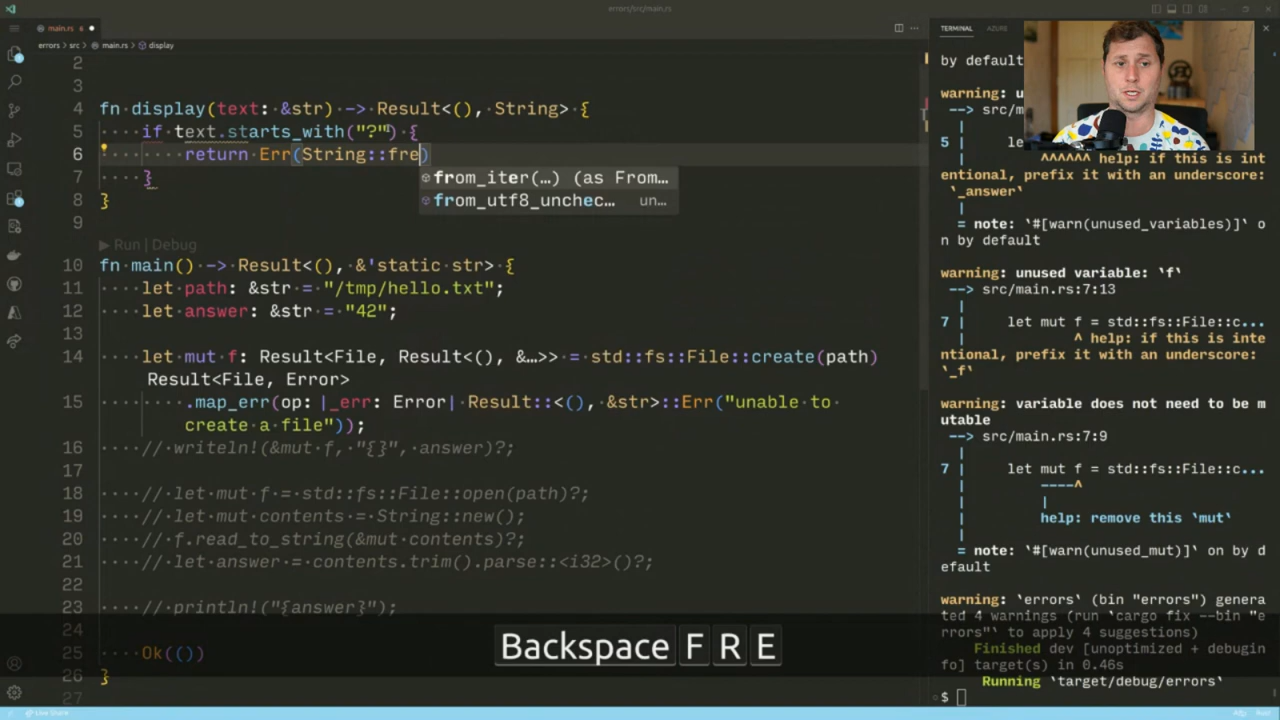 errors/src/main.rs
main.rs 6
errors > src > main.rs > display
2
3
4 fn display(text: &str) -> Result<(), String> {
5 if text.starts_with("?") {
6 return Err(String::fre)
from_iter(…) (as From…
from_utf8_unchec… un…
7 }
8 }
9
Run | Debug
10 fn main() -> Result<(), &'static str> {
11 let path: &str = "/tmp/hello.txt";
12 let answer: &str = "42";
13
14 let mut f: Result<File, Result<(), &…>> = std::fs::File::create(path)
Result<File, Error>
15 .map_err(op: |_err: Error| Result::<(), &str>::Err("unable to
create a file"));
16 // writeln!(&mut f, "{}", answer)?;
17
18 // let mut f = std::fs::File::open(path)?;
19 // let mut contents = String::new();
20 // f.read_to_string(&mut contents)?;
21 // let answer = contents.trim().parse::<i32>()?;
22
23 // println!("{answer}");
24
25 Ok(())
26 }
27
Backspace F R E
Live Share
TERMINAL AZURE
by default
warning: u
--> src/m
5 | le
^^^^^^ help: if this is int
entional, prefix it with an underscore:
`_answer`
|
= note: `#[warn(unused_variables)]` o
n by default
warning: unused variable: `f`
--> src/main.rs:7:13
|
7 | let mut f = std::fs::File::c...
| ^ help: if this is inte
ntional, prefix it with an underscore:
`_f`
warning: variable does not need to be m
utable
--> src/main.rs:7:9
|
7 | let mut f = std::fs::File::c...
| ----^
| |
| help: remove this `mut`
|
= note: `#[warn(unused_mut)]` on by d
efault
warning: `errors` (bin "errors") genera
ted 4 warnings (run `cargo fix --bin "e
rrors"` to apply 4 suggestions)
Finished dev [unoptimized + debugin
fo] target(s) in 0.46s
Running `target/debug/errors`
$